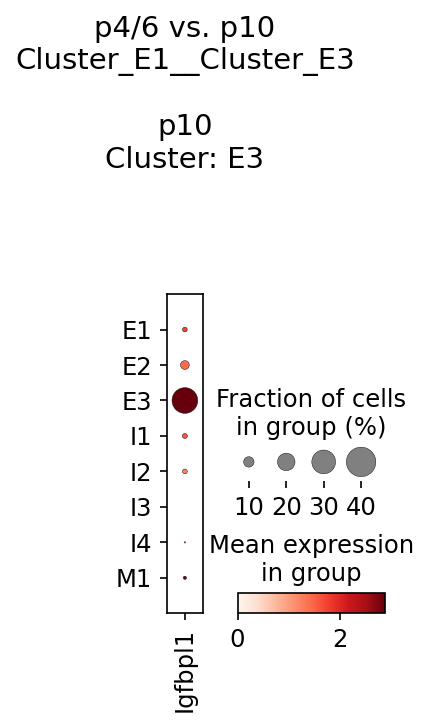 p4/6 vs. p10
Cluster_E1__Cluster_E3
p10
Cluster: E3
E1
E2
E3
I1
I2
I3
I4
M1
Igfbpl1
Fraction of cells
in group (%)
10 20 30 40
Mean expression
in group
0 2